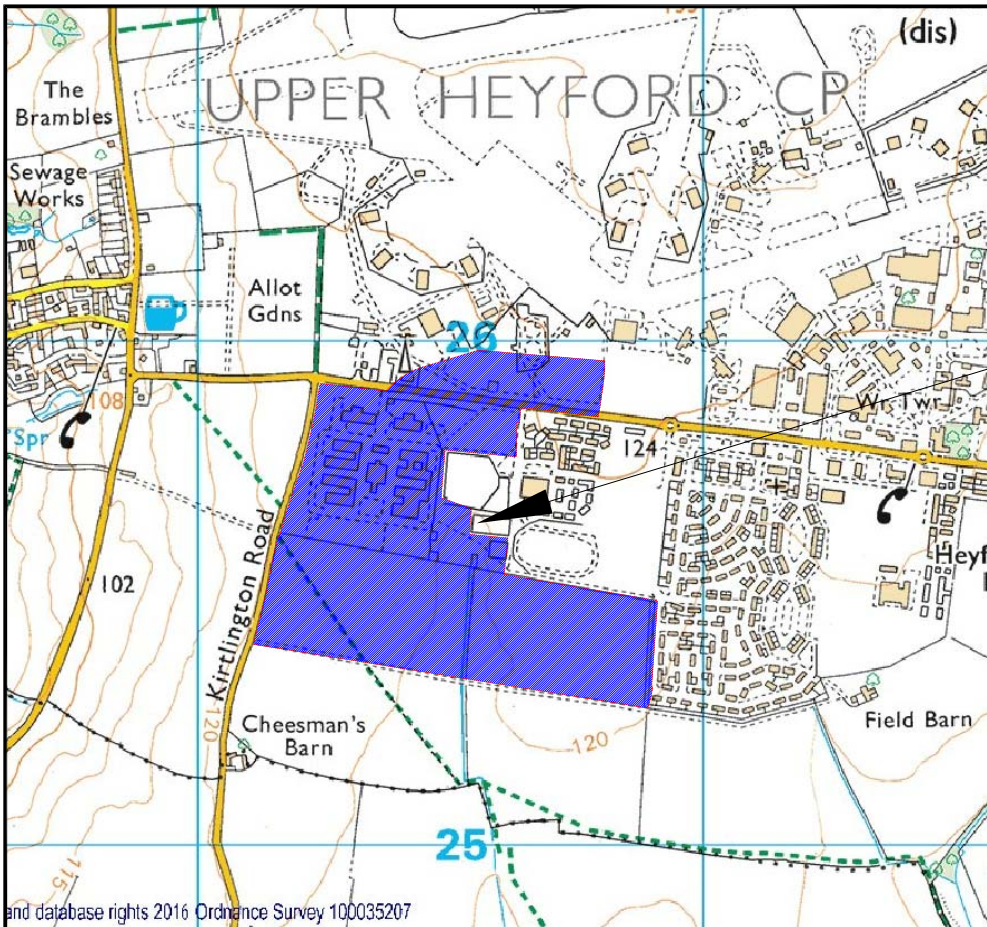 (dis)
UPPER HEYFORD CP
The
Brambles
Sewage
Works
Allot
Gdns
26
108
Spr
Wr Twr
124
102
Kirtlington Road
Heyf
120
Cheesman's
Barn
120
Field Barn
25
115
and database rights 2016 Ordnance Survey 100035207